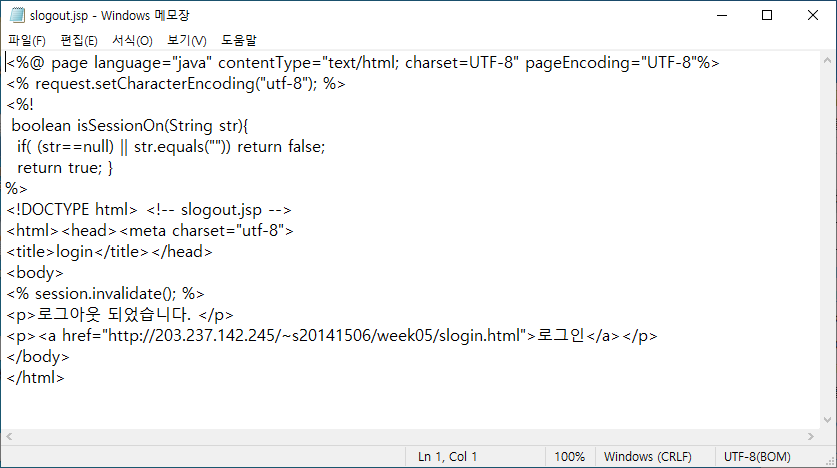 slogout.jsp - Windows 메모장
파일(F) 편집(E) 서식(O) 보기(V) 도움말
<%@ page language="java" contentType="text/html; charset=UTF-8" pageEncoding="UTF-8"%>
<% request.setCharacterEncoding("utf-8"); %>
<%!
 boolean isSessionOn(String str){
  if( (str==null) || str.equals("")) return false;
  return true; }
%>
<!DOCTYPE html> <!-- slogout.jsp -->
<html><head><meta charset="utf-8">
<title>login</title></head>
<body>
<% session.invalidate(); %>
<p>로그아웃 되었습니다. </p>
<p><a href="http://203.237.142.245/~s20141506/week05/slogin.html">로그인</a></p>
</body>
</html>
Ln 1, Col 1 100% Windows (CRLF) UTF-8(BOM)